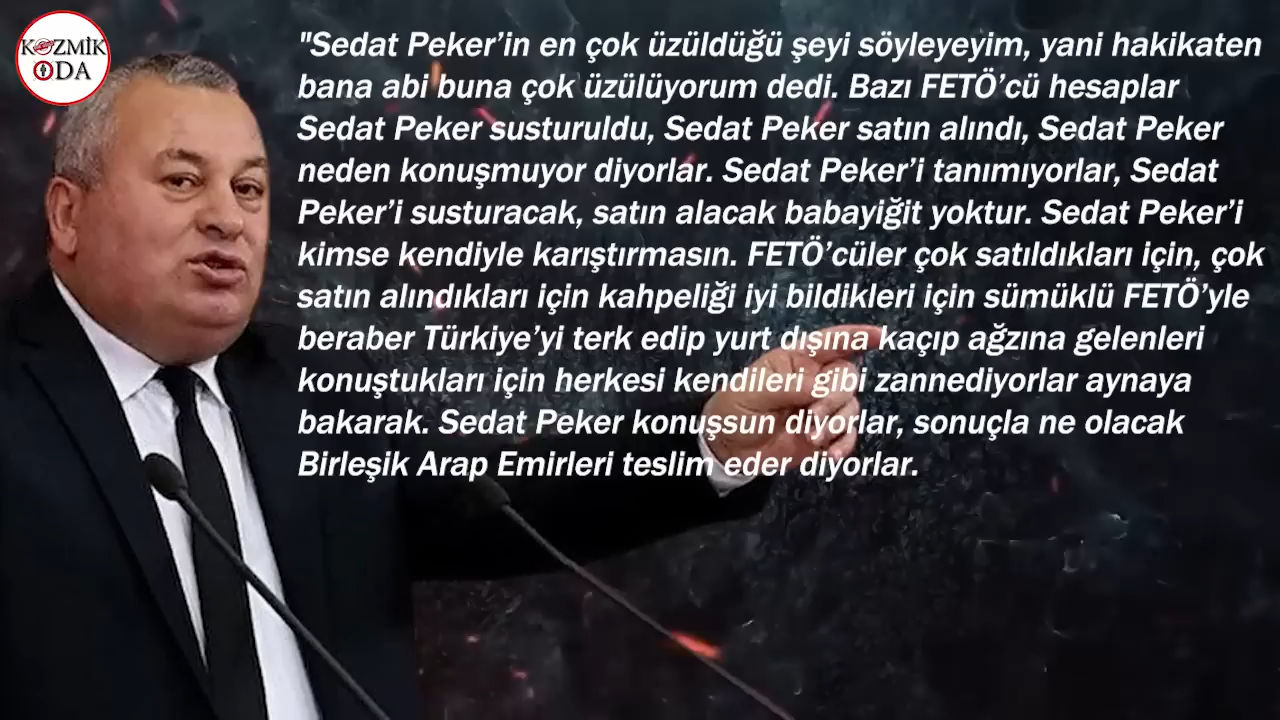 KOZMİK
ODA
"Sedat Peker’in en çok üzüldüğü şeyi söyleyeyim, yani hakikaten
bana abi buna çok üzülüyorum dedi. Bazı FETÖ’cü hesaplar
Sedat Peker susturuldu, Sedat Peker satın alındı, Sedat Peker
neden konuşmuyor diyorlar. Sedat Peker’i tanımıyorlar, Sedat
Peker’i susturacak, satın alacak babayiğit yoktur. Sedat Peker’i
kimse kendiyle karıştırmasın. FETÖ’cüler çok satıldıkları için, çok
satın alındıkları için kahpeliği iyi bildikleri için sümüklü FETÖ’yle
beraber Türkiye’yi terk edip yurt dışına kaçıp ağzına gelenleri
konuştukları için herkesi kendileri gibi zannediyorlar aynaya
bakarak. Sedat Peker konuşsun diyorlar, sonuçla ne olacak
Birleşik Arap Emirleri teslim eder diyorlar.